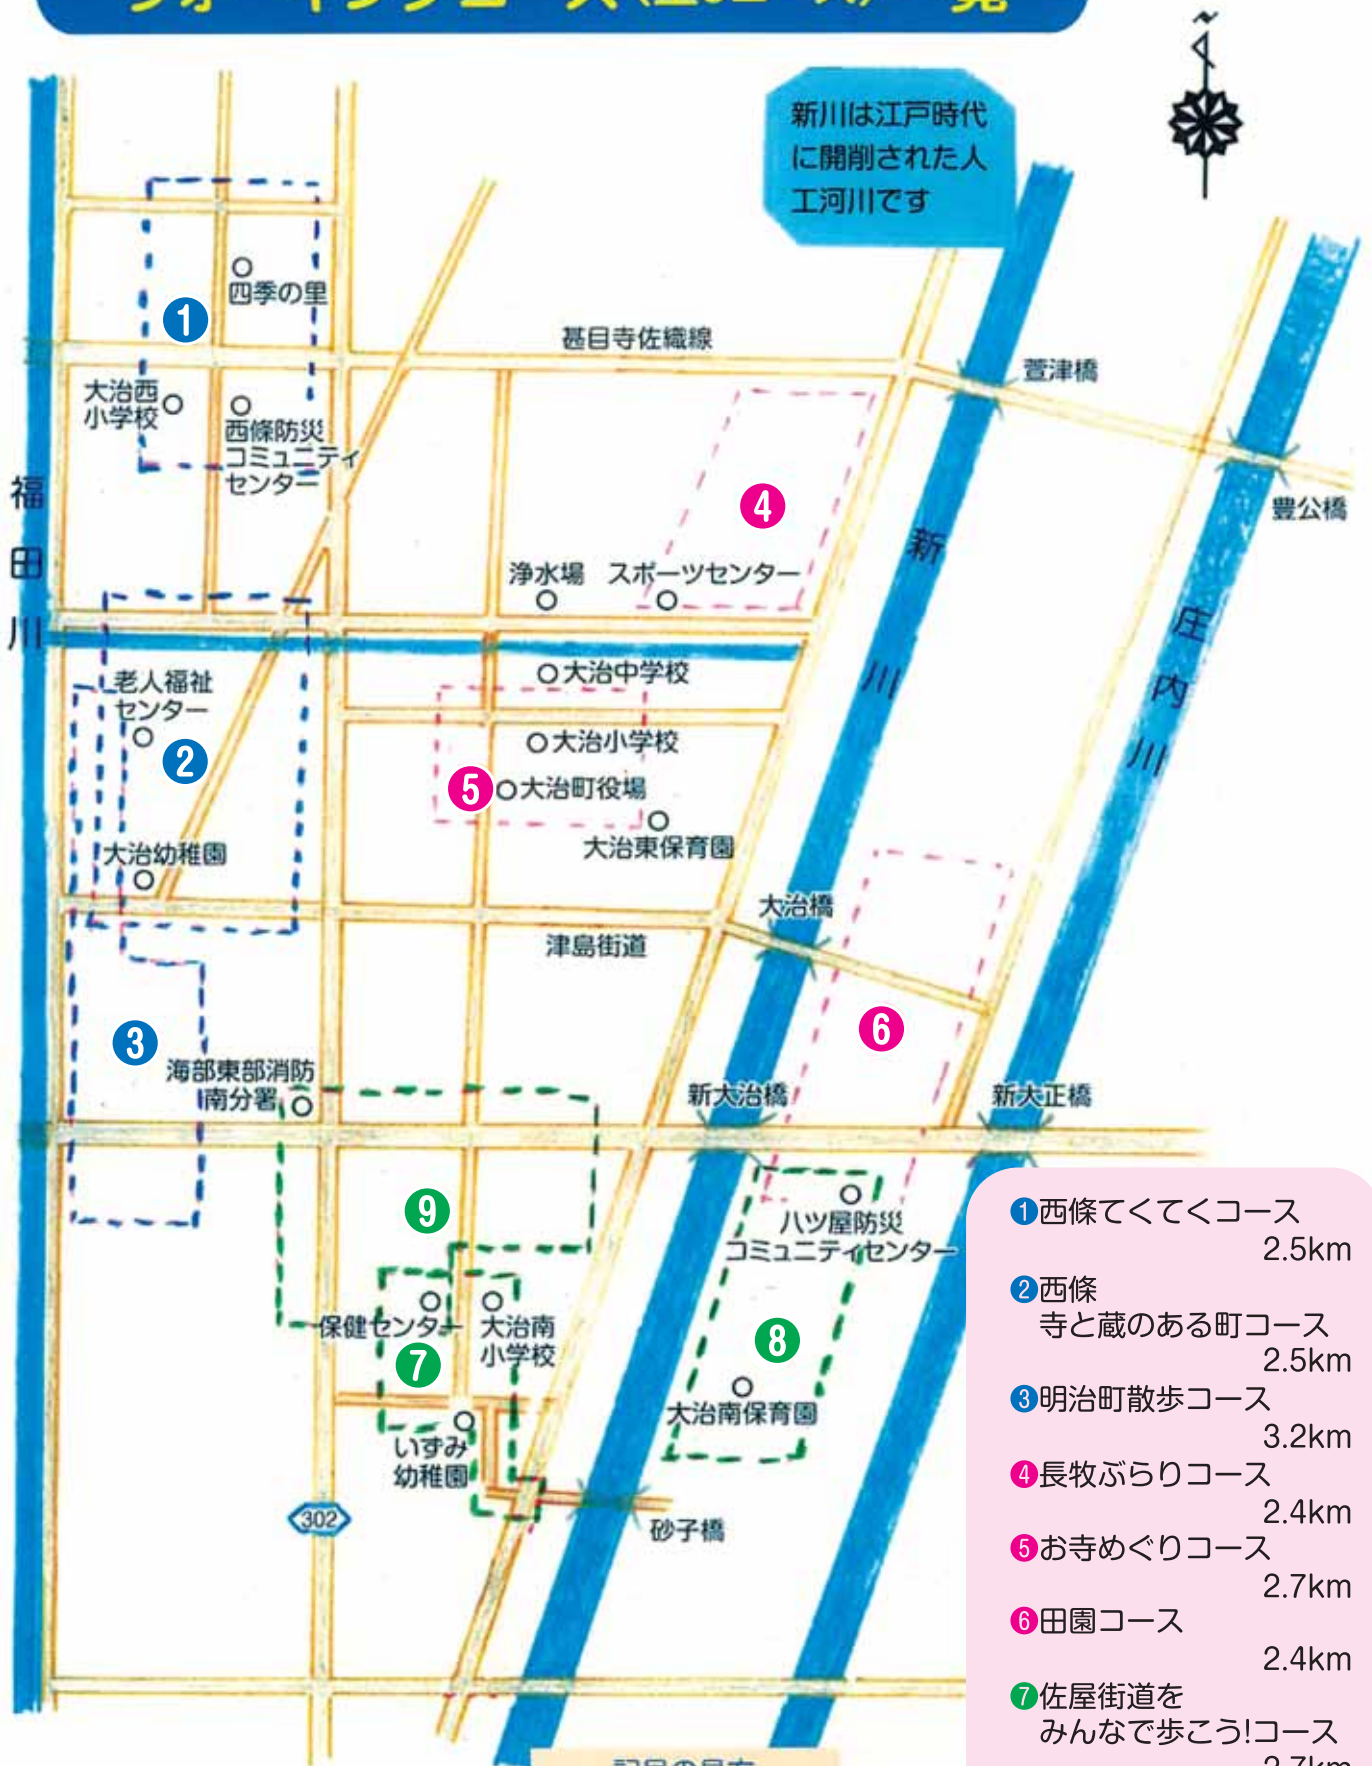 新川は江戸時代
に開削された人
工河川です
四季の里
1
甚目寺佐織線
萱津橋
大治西
小学校
西條防災
コミュニティ
センター
福田川
4
豊公橋
新川
浄水場
スポーツセンター
庄内川
大治中学校
老人福祉
センター
2
大治小学校
5
大治町役場
大治東保育園
大治幼稚園
大治橋
津島街道
3
6
海部東部消防
南分署
新大治橋
新大正橋
9
八ツ屋防災
コミュニティセンター
保健センター
大治南
小学校
7
8
大治南保育園
いずみ
幼稚園
302
砂子橋
1西條てくてくコース
2.5km
2西條
寺と蔵のある町コース
2.5km
3明治町散歩コース
3.2km
4長牧ぶらりコース
2.4km
5お寺めぐりコース
2.7km
6田園コース
2.4km
7佐屋街道を
みんなで歩こう!コース